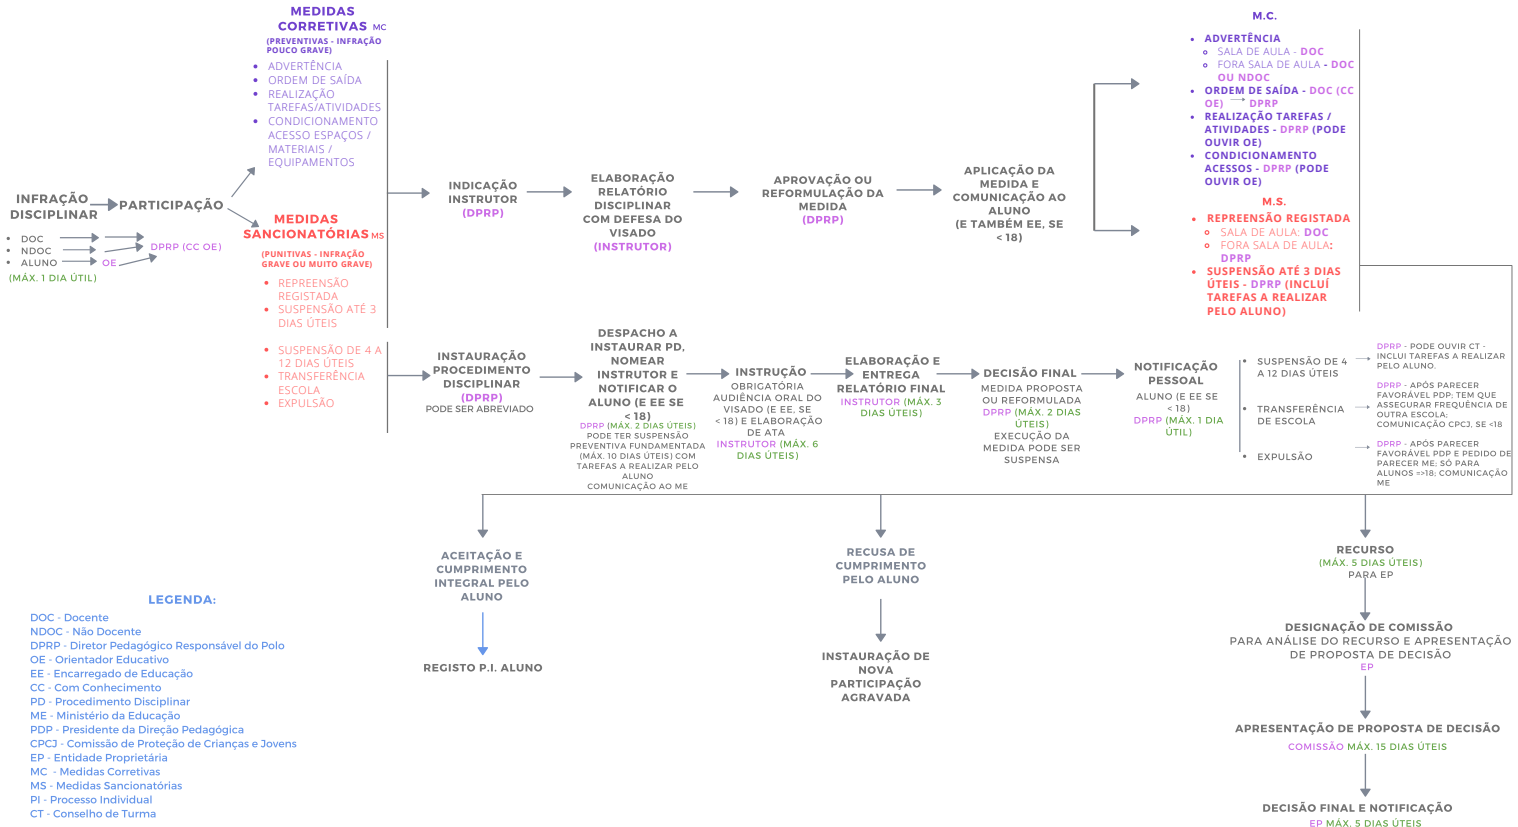 INFRAÇÃO
DISCIPLINAR
DOC
NDOC
ALUNO
(MÁX. 1 DIA ÚTIL)
OE
DPRP (CC OE)
PARTICIPAÇÃO
MEDIDAS
CORRETIVAS MC
(PREVENTIVAS - INFRAÇÃO
POUCO GRAVE)
ADVERTÊNCIA
ORDEM DE SAÍDA
REALIZAÇÃO
TAREFAS/ATIVIDADES
CONDICIONAMENTO
ACESSO ESPAÇOS /
MATERIAIS /
EQUIPAMENTOS
MEDIDAS
SANCIONATÓRIAS MS
(PUNITIVAS - INFRAÇÃO
GRAVE OU MUITO GRAVE)
REPREENSÃO
REGISTADA
SUSPENSÃO ATÉ 3
DIAS ÚTEIS
SUSPENSÃO DE 4 A
12 DIAS ÚTEIS
TRANSFERÊNCIA
ESCOLA
EXPULSÃO
INDICAÇÃO
INSTRUTOR
(DPRP)
ELABORAÇÃO
RELATÓRIO
DISCIPLINAR
COM DEFESA DO
VISADO
(INSTRUTOR)
APROVAÇÃO OU
REFORMULAÇÃO DA
MEDIDA
(DPRP)
APLICAÇÃO DA
MEDIDA E
COMUNICAÇÃO AO
ALUNO
(E TAMBÉM EE, SE
< 18)
M.C.
ADVERTÊNCIA
SALA DE AULA - DOC
FORA SALA DE AULA - DOC
OU NDOC
ORDEM DE SAÍDA - DOC (CC
OE) DPRP
REALIZAÇÃO TAREFAS /
ATIVIDADES - DPRP (PODE
OUVIR OE)
CONDICIONAMENTO
ACESSOS - DPRP (PODE
OUVIR OE)
M.S.
REPREENSÃO REGISTADA
SALA DE AULA: DOC
FORA SALA DE AULA:
DPRP
SUSPENSÃO ATÉ 3 DIAS
ÚTEIS - DPRP (INCLUÍ
TAREFAS A REALIZAR
PELO ALUNO)
INSTAURAÇÃO
PROCEDIMENTO
DISCIPLINAR
(DPRP)
PODE SER ABREVIADO
DESPACHO A
INSTAURAR PD,
NOMEAR
INSTRUTOR E
NOTIFICAR O
ALUNO (E EE SE
< 18)
DPRP (MÁX. 2 DIAS ÚTEIS)
PODE TER SUSPENSÃO
PREVENTIVA FUNDAMENTADA
(MÁX. 10 DIAS ÚTEIS) COM
TAREFAS A REALIZAR PELO
ALUNO
COMUNICAÇÃO AO ME
INSTRUÇÃO
OBRIGATÓRIA
AUDIÊNCIA ORAL DO
VISADO (E EE, SE
< 18) E ELABORAÇÃO
DE ATA
INSTRUTOR (MÁX. 6
DIAS ÚTEIS)
ELABORAÇÃO E
ENTREGA
RELATÓRIO FINAL
INSTRUTOR (MÁX. 3
DIAS ÚTEIS)
DECISÃO FINAL
MEDIDA PROPOSTA
OU REFORMULADA
DPRP (MÁX. 2 DIAS
ÚTEIS)
EXECUÇÃO DA
MEDIDA PODE SER
SUSPENSA
NOTIFICAÇÃO
PESSOAL
ALUNO (E EE SE
< 18)
DPRP (MÁX. 1 DIA
ÚTIL)
SUSPENSÃO DE 4
A 12 DIAS ÚTEIS
TRANSFERÊNCIA
DE ESCOLA
EXPULSÃO
DPRP - PODE OUVIR CT -
INCLUI TAREFAS A REALIZAR
PELO ALUNO.
DPRP - APÓS PARECER
FAVORÁVEL PDP; TEM QUE
ASSEGURAR FREQUÊNCIA DE
OUTRA ESCOLA;
COMUNICAÇÃO CPCJ, SE <18
DPRP - APÓS PARECER
FAVORÁVEL PDP E PEDIDO DE
PARECER ME; SÓ PARA
ALUNOS =>18; COMUNICAÇÃO
ME
ACEITAÇÃO E
CUMPRIMENTO
INTEGRAL PELO
ALUNO
REGISTO P.I. ALUNO
RECUSA DE
CUMPRIMENTO
PELO ALUNO
INSTAURAÇÃO DE
NOVA
PARTICIPAÇÃO
AGRAVADA
RECURSO
(MÁX. 5 DIAS ÚTEIS)
PARA EP
DESIGNAÇÃO DE COMISSÃO
PARA ANÁLISE DO RECURSO E APRESENTAÇÃO
DE PROPOSTA DE DECISÃO
EP
APRESENTAÇÃO DE PROPOSTA DE DECISÃO
COMISSÃO MÁX. 15 DIAS ÚTEIS
DECISÃO FINAL E NOTIFICAÇÃO
EP MÁX. 5 DIAS ÚTEIS
LEGENDA:
DOC - Docente
NDOC - Não Docente
DPRP - Diretor Pedagógico Responsável do Polo
OE - Orientador Educativo
EE - Encarregado de Educação
CC - Com Conhecimento
PD - Procedimento Disciplinar
ME - Ministério da Educação
PDP - Presidente da Direção Pedagógica
CPCJ - Comissão de Proteção de Crianças e Jovens
EP - Entidade Proprietária
MC - Medidas Corretivas
MS - Medidas Sancionatórias
PI - Processo Individual
CT - Conselho de Turma